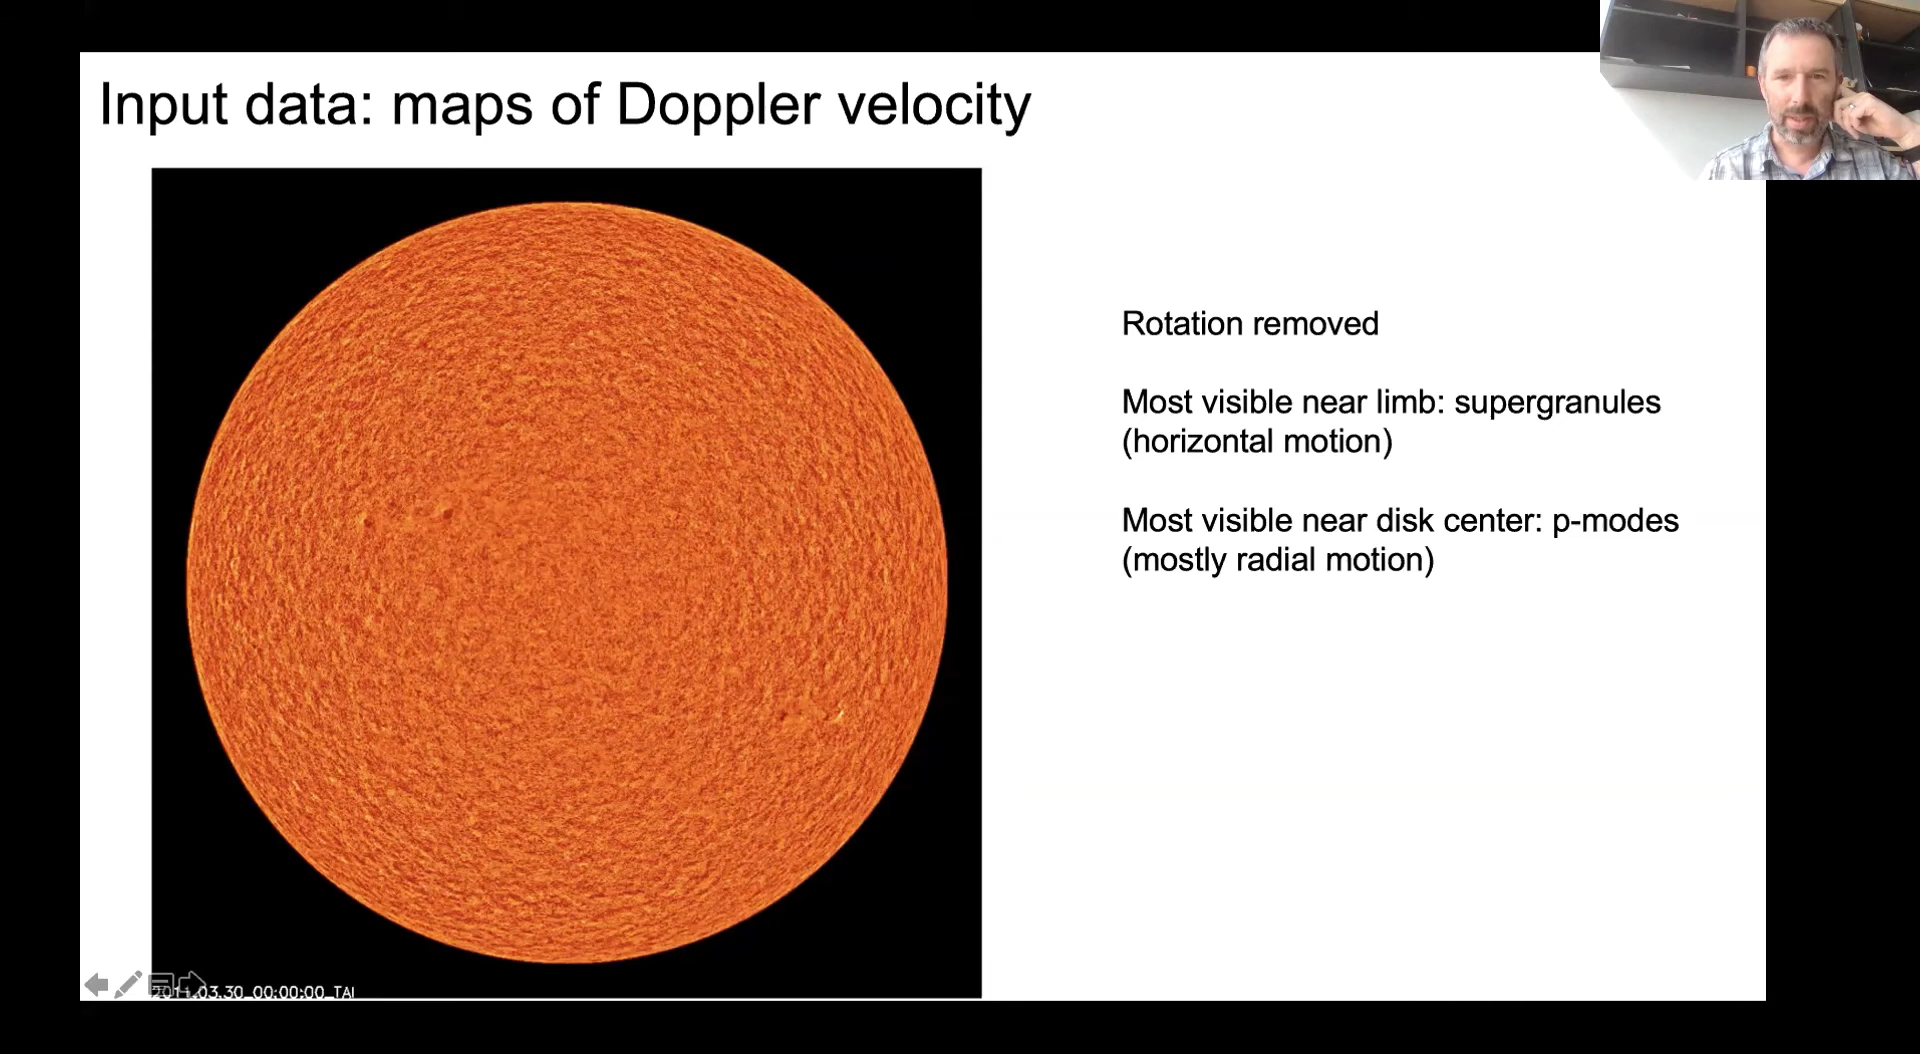 Input data: maps of Doppler velocity
Rotation removed
Most visible near limb: supergranules
(horizontal motion)
Most visible near disk center: p-modes
(mostly radial motion)
2011.03.30_00:00:00_TAI